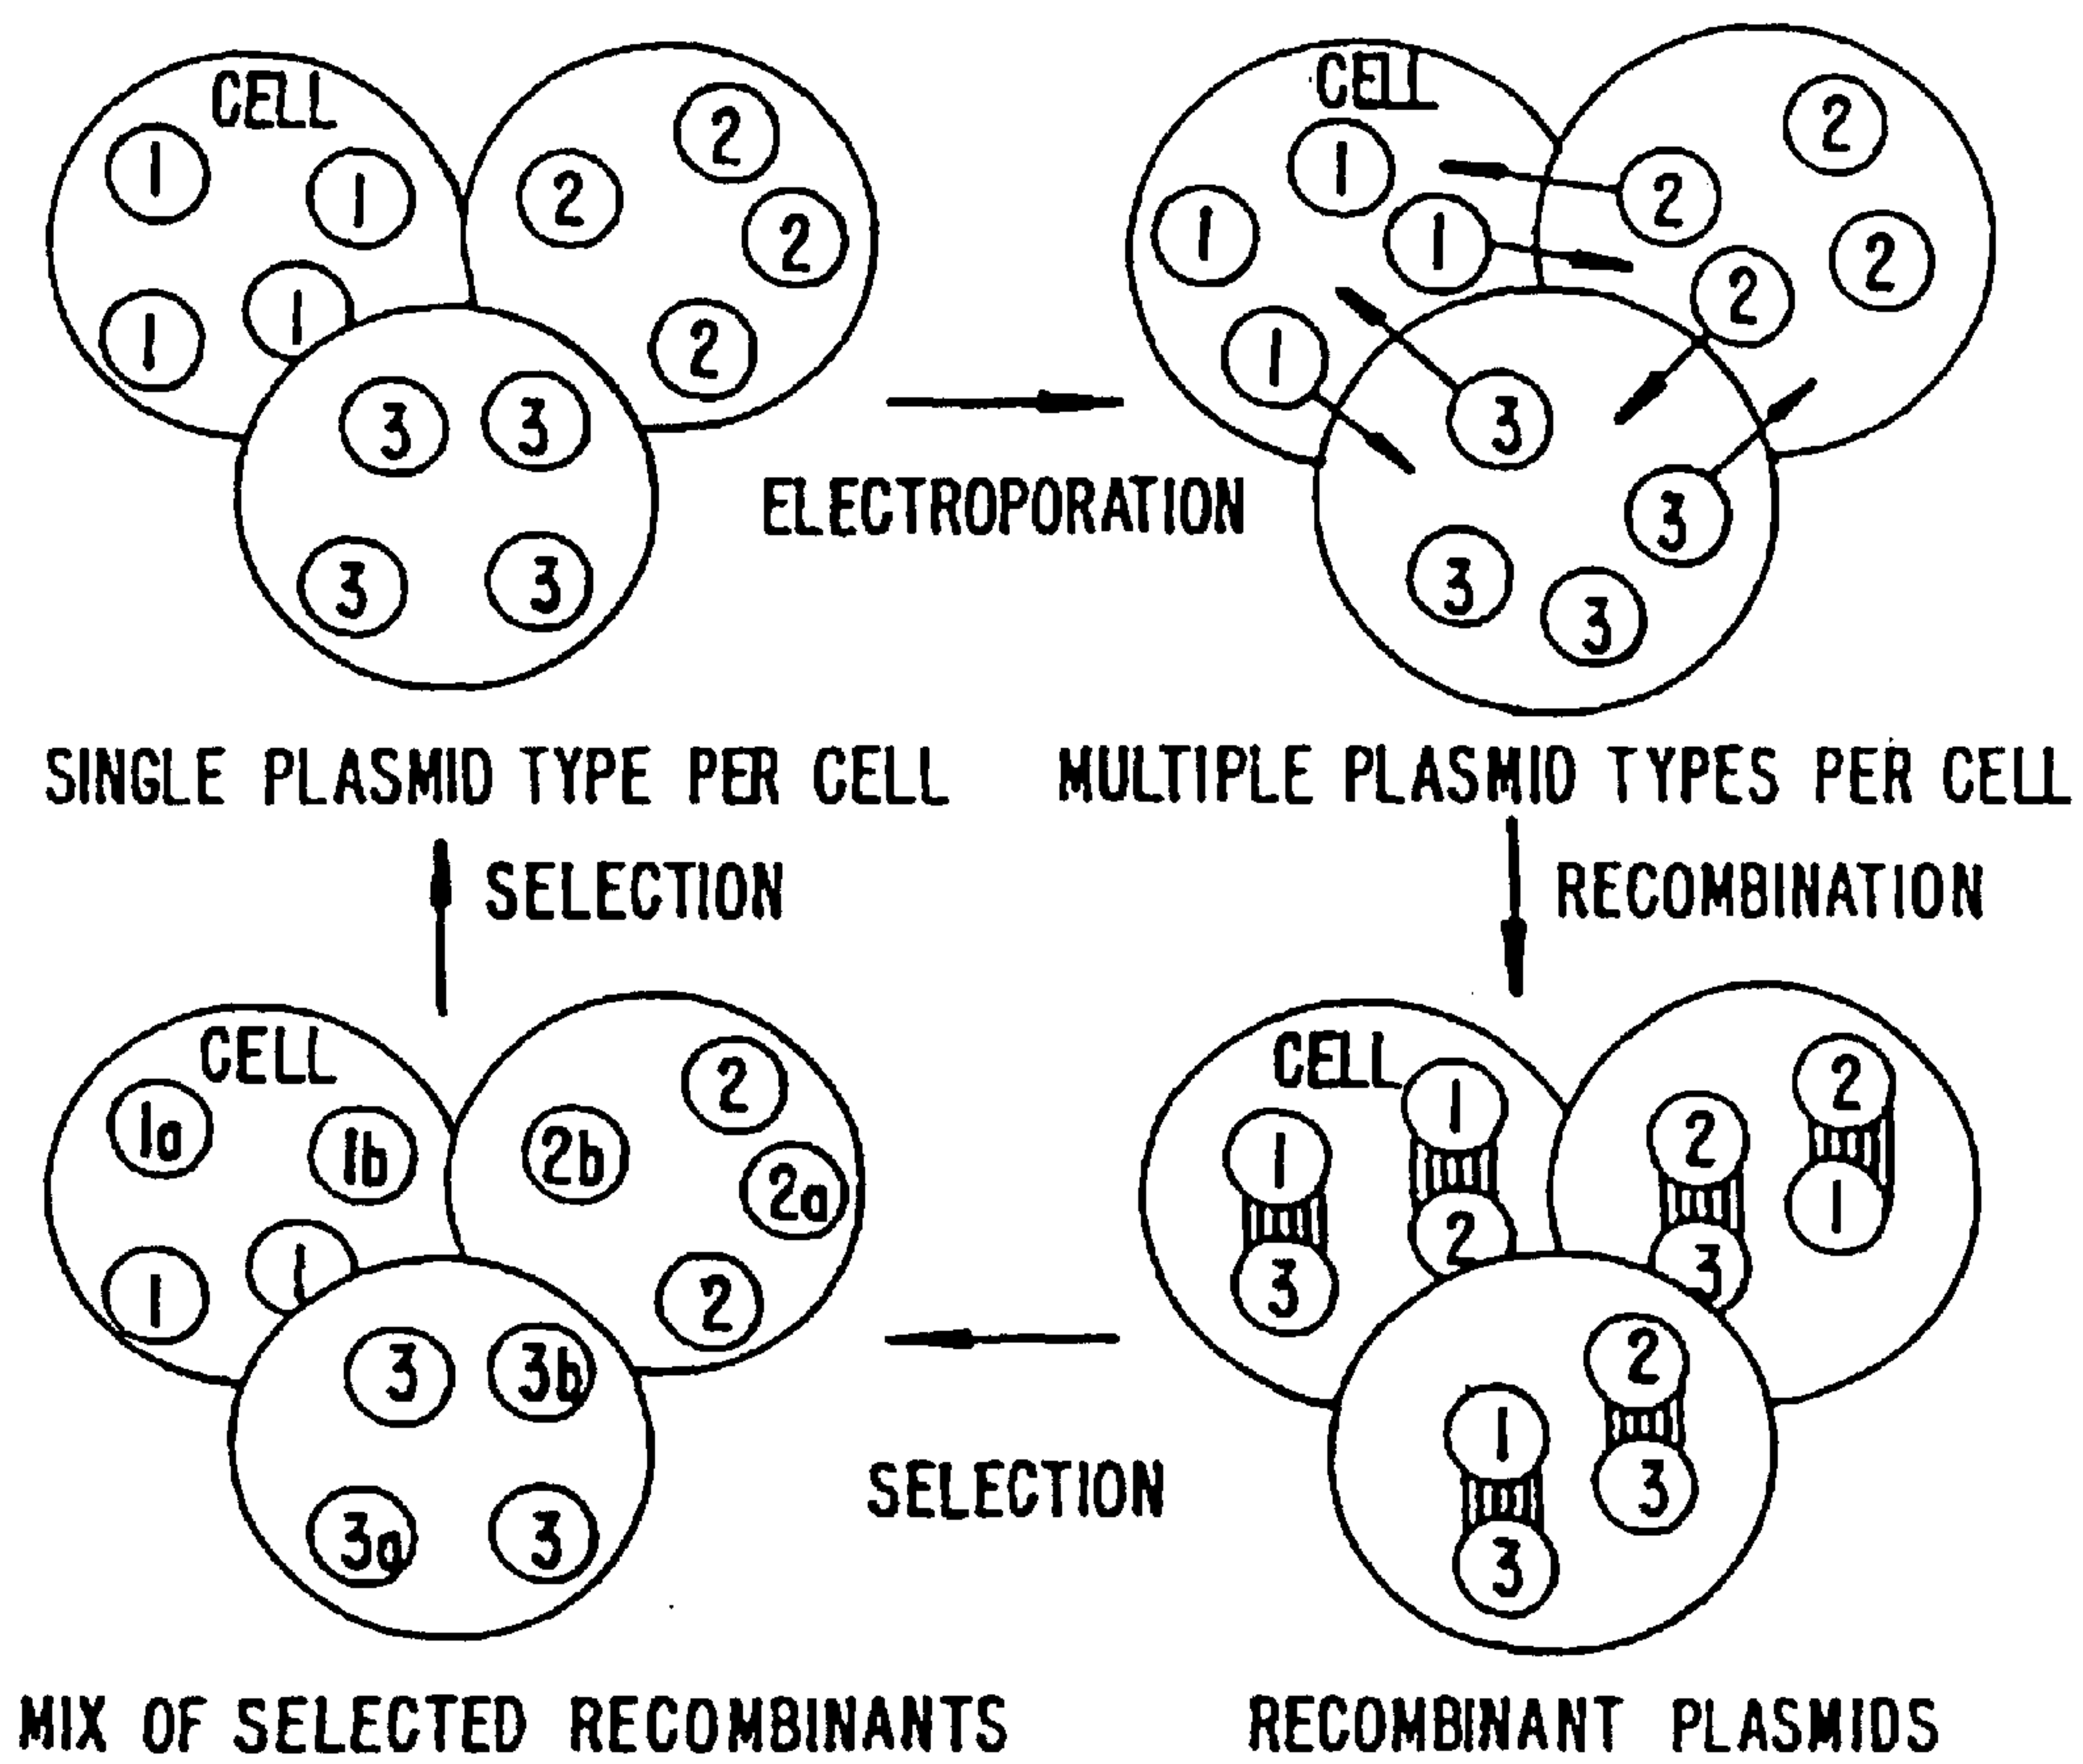 CELL
1
1
1
1
2
2
2
2
3
3
3
3
ELECTROPORATION
CELL
1
1
1
1
2
2
2
2
3
3
3
3
SINGLE PLASMID TYPE PER CELL
MULTIPLE PLASMID TYPES PER CELL
SELECTION
RECOMBINATION
CELL
1a
1b
1
1
2
2b
2a
2
3
3b
3a
3
SELECTION
CELL
1
3
1
2
2
3
2
1
1
3
2
3
MIX OF SELECTED RECOMBINANTS
RECOMBINANT PLASMIDS